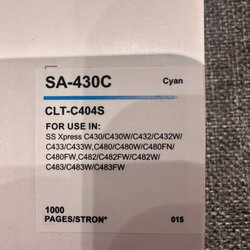 SA-430C Cyan
CLT-C404S
FOR USE IN:
SS Xpress C430/C430W/C432/C432W/
C433/C433W,C480/C480W/C480FN/
C480FW,C482/C482FW/C482W/
C483/C483W/C483FW
1000
PAGES/STRON* 015